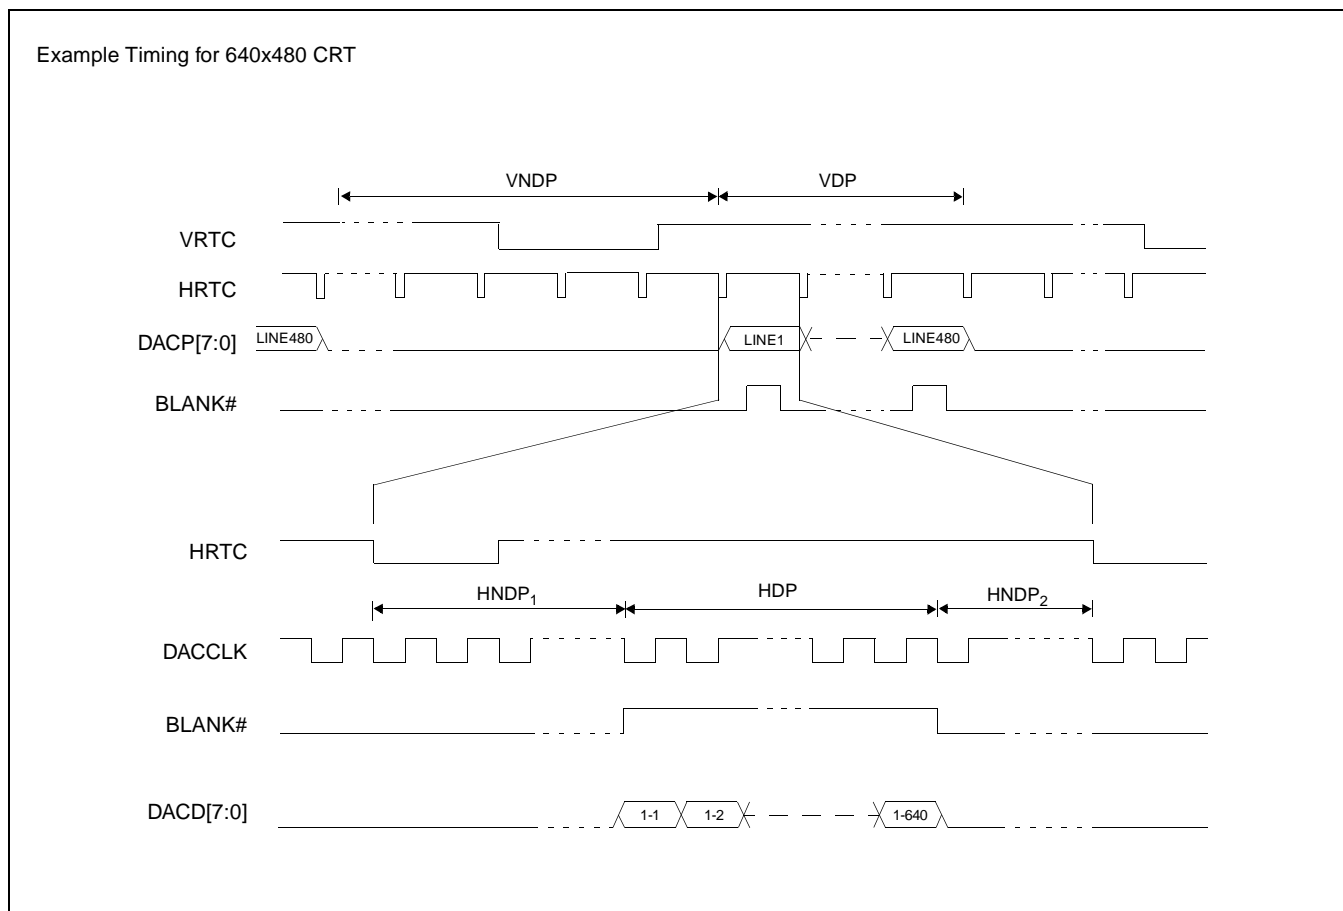 Example Timing for 640x480 CRT
VNDP VDP
VRTC
HRTC
DACP[7:0] LINE480 LINE1 LINE480
BLANK#
HRTC
HNDP1 HDP HNDP2
DACCLK
BLANK#
DACD[7:0] 1-1 1-2 1-640